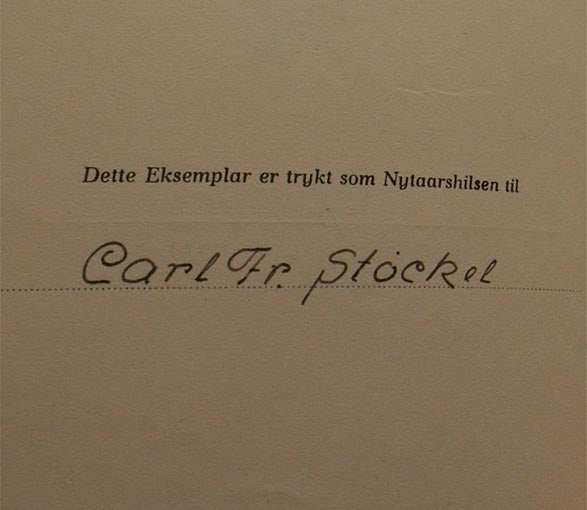 Dette Eksemplar er trykt som Nytaarshilsen til
Carl Fr. Stöckel